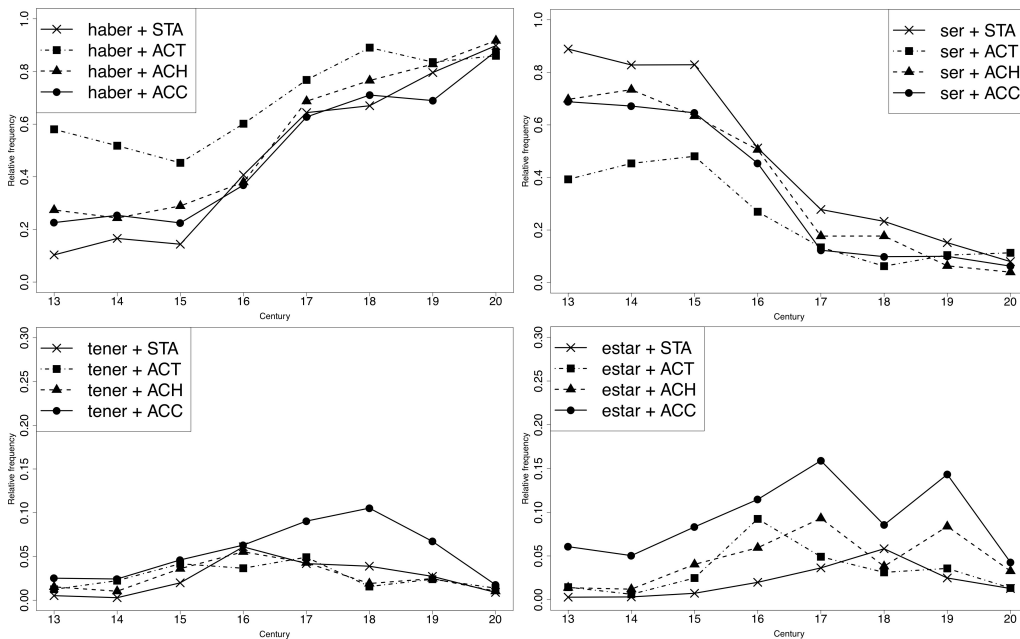 haber + STA
haber + ACT
haber + ACH
haber + ACC
Relative frequency
1.0
0.8
0.6
0.4
0.2
0.0
13 14 15 16 17 18 19 20
Century
ser + STA
ser + ACT
ser + ACH
ser + ACC
Relative frequency
1.0
0.8
0.6
0.4
0.2
0.0
13 14 15 16 17 18 19 20
Century
tener + STA
tener + ACT
tener + ACH
tener + ACC
Relative frequency
0.30
0.25
0.20
0.15
0.10
0.05
0.00
13 14 15 16 17 18 19 20
Century
estar + STA
estar + ACT
estar + ACH
estar + ACC
Relative frequency
0.30
0.25
0.20
0.15
0.10
0.05
0.00
13 14 15 16 17 18 19 20
Century